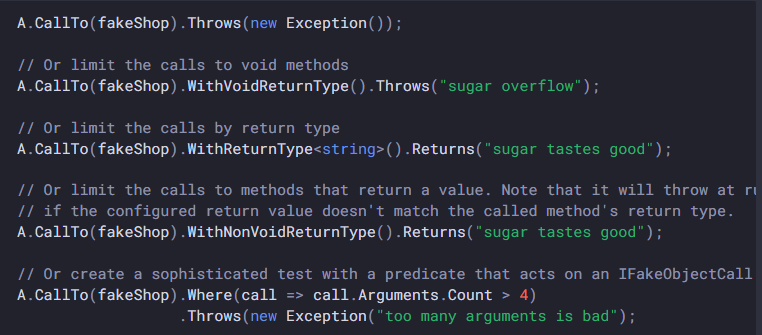 A.CallTo(fakeShop).Throws(new Exception());
// Or limit the calls to void methods
A.CallTo(fakeShop).WithVoidReturnType().Throws("sugar overflow");
// Or limit the calls by return type
A.CallTo(fakeShop).WithReturnType<string>().Returns("sugar tastes good");
// Or limit the calls to methods that return a value. Note that it will throw at ru
// if the configured return value doesn't match the called method's return type.
A.CallTo(fakeShop).WithNonVoidReturnType().Returns("sugar tastes good");
// Or create a sophisticated test with a predicate that acts on an IFakeObjectCall
A.CallTo(fakeShop).Where(call => call.Arguments.Count > 4)
.Throws(new Exception("too many arguments is bad");